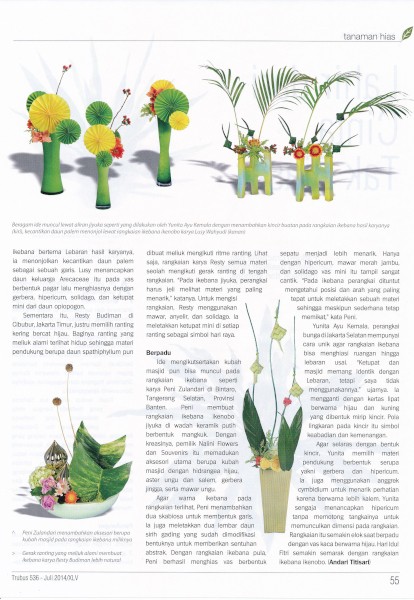 tanaman hias
Beragam ide muncul lewat aliran jiyuka seperti yang dilakukan oleh Yunita Ayu Kemala dengan menambahkan kincir buatan pada rangkaian ikebana hasil karyanya
(kiri), kecantikan daun palem menonjol lewat rangkaian ikebana ikenobo karya Lusy Wahyudi (kanan)
ikebana bertema Lebaran hasil karyanya.
Ia menonjolkan kecantikan daun palem
sebagai sebuah garis. Lusy menancapkan
daun keluarga Arecaceae itu pada vas
berbentuk pagar lalu menghiasnya dengan
gerbera, hipericum, solidago, dan ketupat
mini dari daun opiopogon.
Sementara itu, Resty Budiman di
Cibubur, Jakarta Timur, justru memilih ranting
kering bercat hijau. Baginya ranting yang
meliuk alami terlihat hidup sehingga materi
pendukung berupa daun spathiphyllum pun
dibuat meliuk mengikuti ritme ranting. Lihat
saja, rangkaian karya Resty semua materi
seolah mengikuti gerak ranting di tengah
rangkaian. "Pada ikebana jiyuka, perangkai
harus jeli melihat materi yang paling
menarik," katanya. Untuk mengisi
rangkaian, Resty menggunakan
mawar, anyelir, dan solidago. Ia
meletakkan ketupat mini di setiap
ranting sebagai simbol hari raya.
Berpadu
Ide mengikutsertakan kubah
masjid pun bisa muncul pada
rangkaian ikebana seperti
karya Peni Zulandari di Bintaro,
Tangerang Selatan, Provinsi
Banten. Peni membuat
rangkaian ikebana ikenobo
jiyuka di wadah keramik putih
berbentuk mangkuk. Dengan
kreasinya, pemilik Nalini Flowers
dan Souvenirs itu memadukan
aksesori utama berupa kubah
masjid dengan hidrangea hijau,
aster ungu dan salem, gerbera
jingga, serta mawar ungu.
Agar warna ikebana pada
rangkaian terlihat, Peni menambahkan
dua skabiosa untuk membentuk garis.
Ia juga meletakkan dua lembar daun
sirih gading yang sudah dimodifikasi
bentuknya untuk memberikan sentuhan
abstrak. Dengan rangkaian ikebana pula,
Peni berhasil menghias vas berbentuk
sepatu menjadi lebih menarik. Hanya
dengan hipericum, mawar merah jambu,
dan solidago vas mini itu tampil sangat
cantik. "Pada ikebana perangkai dituntut
mengetahui posisi dan arah yang paling
tepat untuk meletakkan sebuah materi
sehingga meskipun sederhana tetap
memikat," kata Peni.
Yunita Ayu Kemala, perangkai
bunga di Jakarta Selatan mempunyai
cara unik agar rangkaian ikebana
bisa menghiasi ruangan hingga
lebaran usai. "Ketupat dan
masjid memang identik dengan
Lebaran, tetapi saya tidak
menggunakannya," ujarnya. Ia
mengganti dengan kertas lipat
berwarna hijau dan kuning
yang dibentuk mirip kincir. Pola
lingkaran pada kincir itu simbol
keabadian dan kemenangan.
Agar selaras dengan bentuk
kincir, Yunita memilih materi
pendukung berbentuk serupa
yakni gerbera dan hipericum.
Ia juga menggunakan anggrek
cymbidium untuk menarik perhatian
karena berwarna lebih kalem. Yunita
sengaja menancapkan hipericum
tanpa memotong tangkainya untuk
memunculkan dimensi pada rangkaian.
Rangkaian itu semakin elok saat berpadu
dengan vas kaca berwarna hijau. Hari Idul
Fitri semakin semarak dengan rangkaian
ikebana ikenobo. (Andari Titisari)
Peni Zulandari menambahkan aksesori berupa
kubah masjid pada rangkaian ikebana miliknya
Gerak ranting yang meliuk alami membuat
ikebana karya Resty Budiman lebih natural
Trubus 536 - Juli 2014/XLV
55